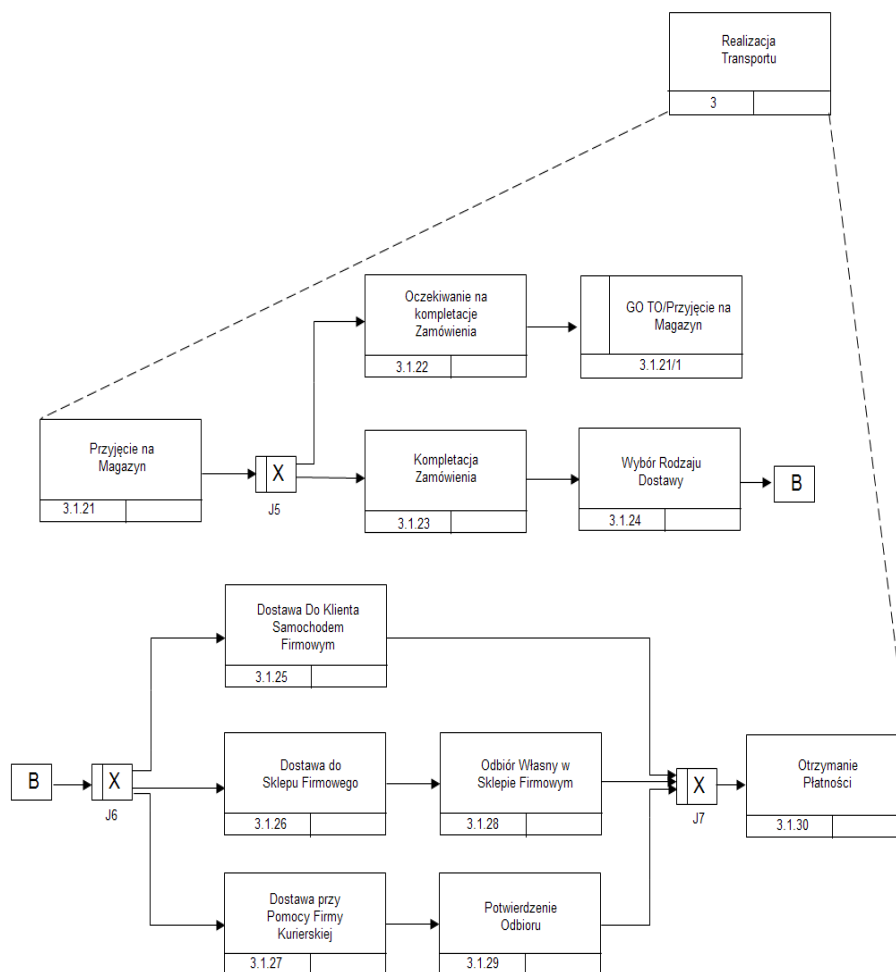 Realizacja
Transportu
3
Oczekiwanie na
kompletacje
Zamówienia
3.1.22
GO TO/Przyjęcie na
Magazyn
3.1.21/1
Przyjęcie na
Magazyn
3.1.21
X
J5
Kompletacja
Zamówienia
3.1.23
Wybór Rodzaju
Dostawy
3.1.24
B
Dostawa Do Klienta
Samochodem
Firmowym
3.1.25
B
X
J6
Dostawa do
Sklepu Firmowego
3.1.26
Odbiór Własny w
Sklepie Firmowym
3.1.28
X
J7
Otrzymanie
Płatności
3.1.30
Dostawa przy
Pomocy Firmy
Kurierskiej
3.1.27
Potwierdzenie
Odbioru
3.1.29